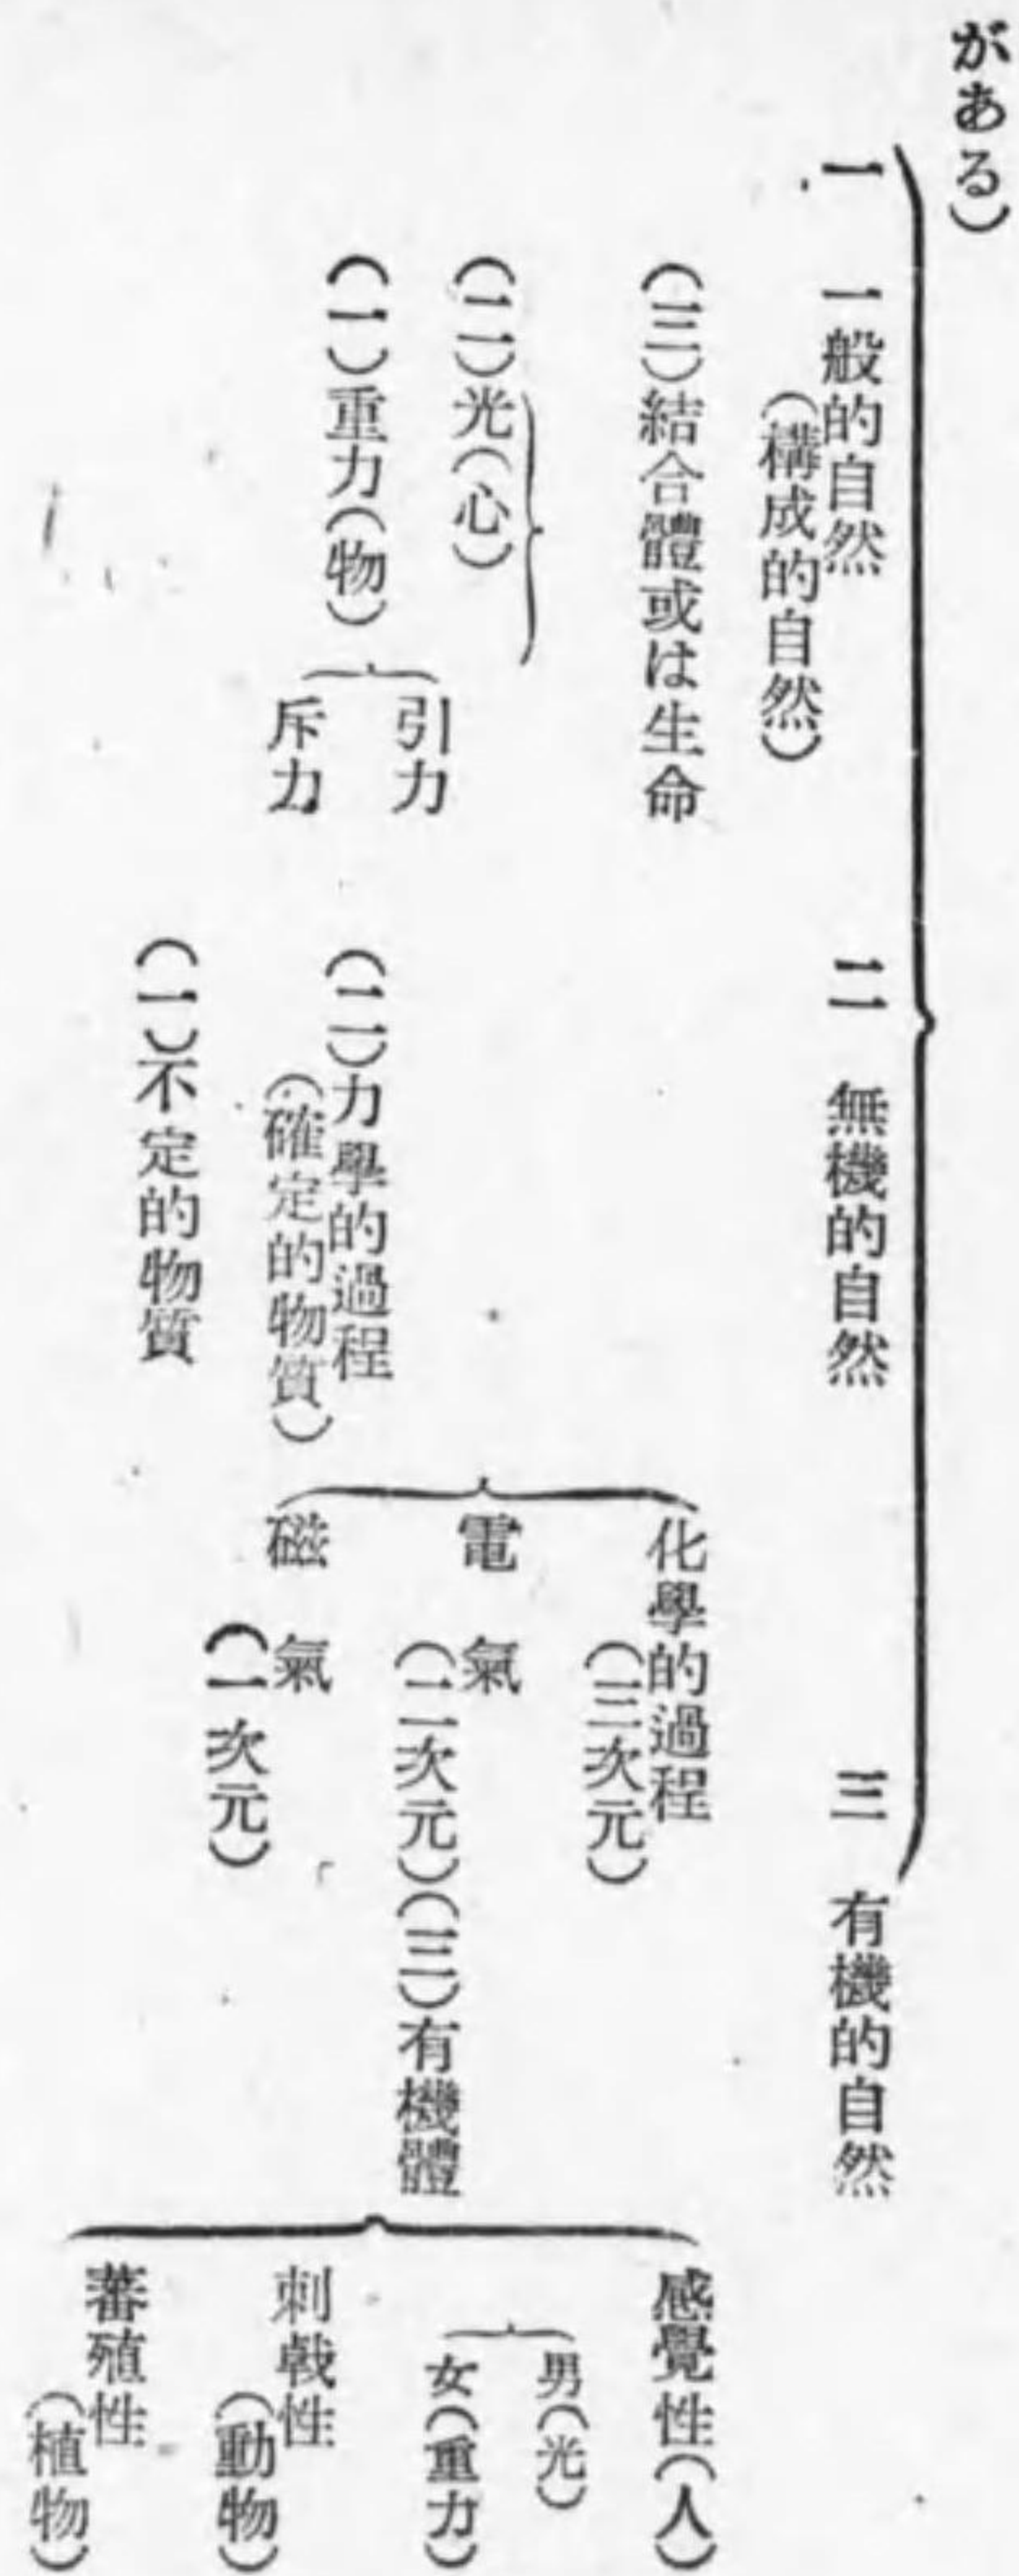 がある)
一 一般的自然
(構成的自然)
(三)結合體或は生命
(二)光(心)
(一)重力(物)
引力
斥力
二 無機的自然
(二)力學的過程
(確定的物質)
(一)不定的物質
化學的過程
(三次元)
電氣
(二次元)
磁氣
(一次元)
三 有機的自然
(三)有機體
感覺性(人)
男(光)
女(重力)
刺戟性
(動物)
蕃殖性
(植物)